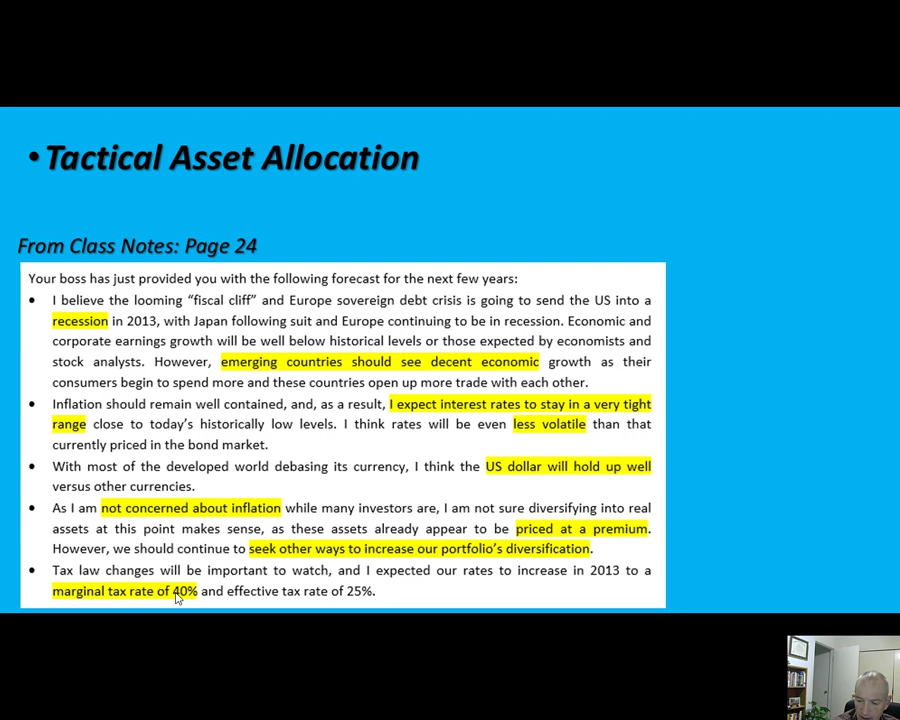 • Tactical Asset Allocation
From Class Notes: Page 24
Your boss has just provided you with the following forecast for the next few years:
• I believe the looming “fiscal cliff” and Europe sovereign debt crisis is going to send the US into a
recession in 2013, with Japan following suit and Europe continuing to be in recession. Economic and
corporate earnings growth will be well below historical levels or those expected by economists and
stock analysts. However, emerging countries should see decent economic growth as their
consumers begin to spend more and these countries open up more trade with each other.
• Inflation should remain well contained, and, as a result, I expect interest rates to stay in a very tight
range close to today’s historically low levels. I think rates will be even less volatile than that
currently priced in the bond market.
• With most of the developed world debasing its currency, I think the US dollar will hold up well
versus other currencies.
• As I am not concerned about inflation while many investors are, I am not sure diversifying into real
assets at this point makes sense, as these assets already appear to be priced at a premium.
However, we should continue to seek other ways to increase our portfolio’s diversification.
• Tax law changes will be important to watch, and I expected our rates to increase in 2013 to a
marginal tax rate of 40% and effective tax rate of 25%.